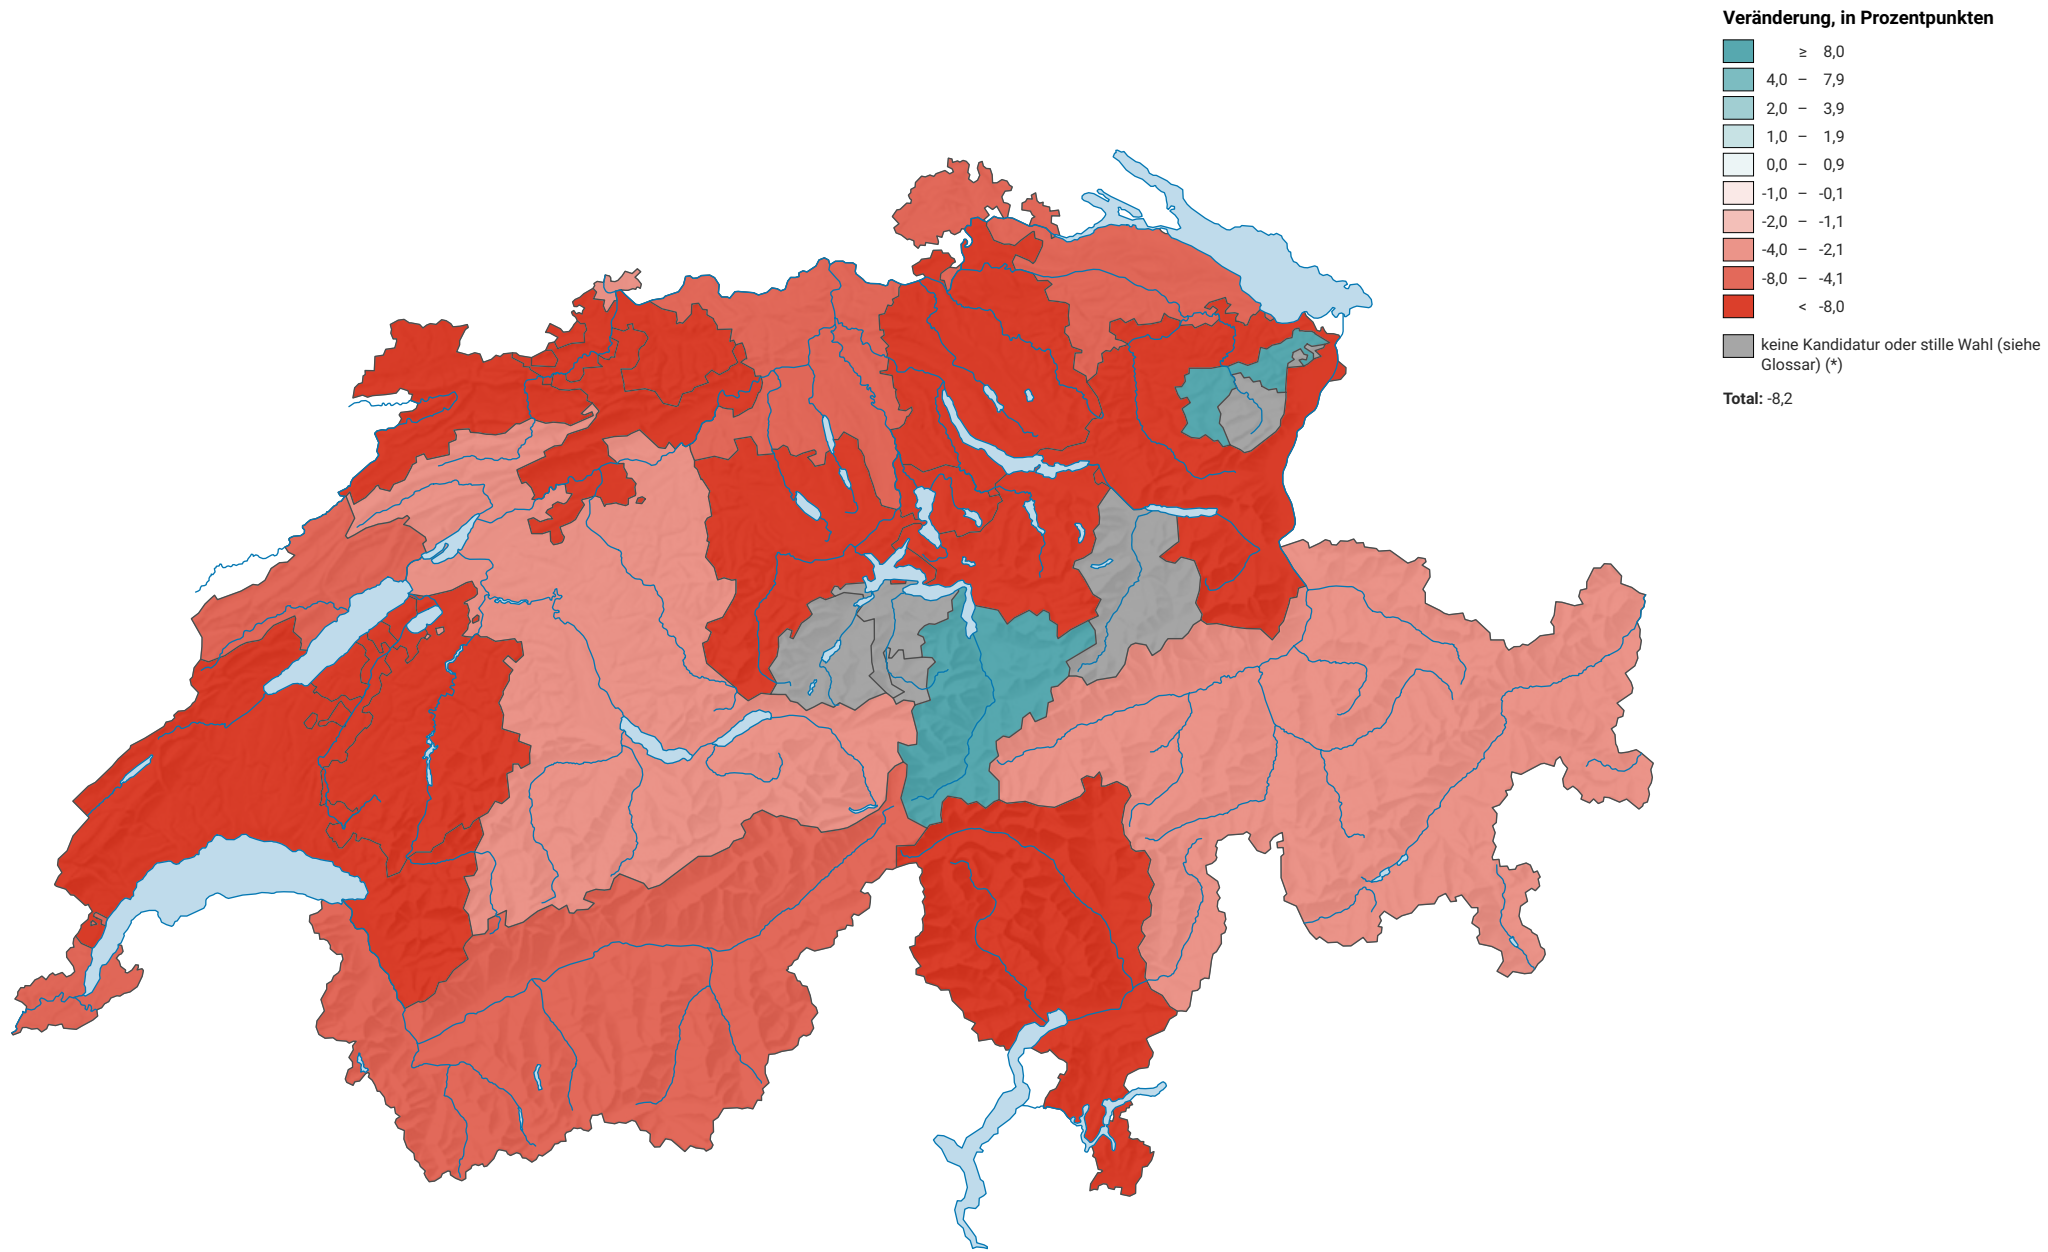 Veränderung, in Prozentpunkten
≥ 8,0
4,0 – 7,9
2,0 – 3,9
1,0 – 1,9
0,0 – 0,9
-1,0 – -0,1
-2,0 – -1,1
-4,0 – -2,1
-8,0 – -4,1
< -8,0
keine Kandidatur oder stille Wahl (siehe
Glossar) (*)
Total: -8,2